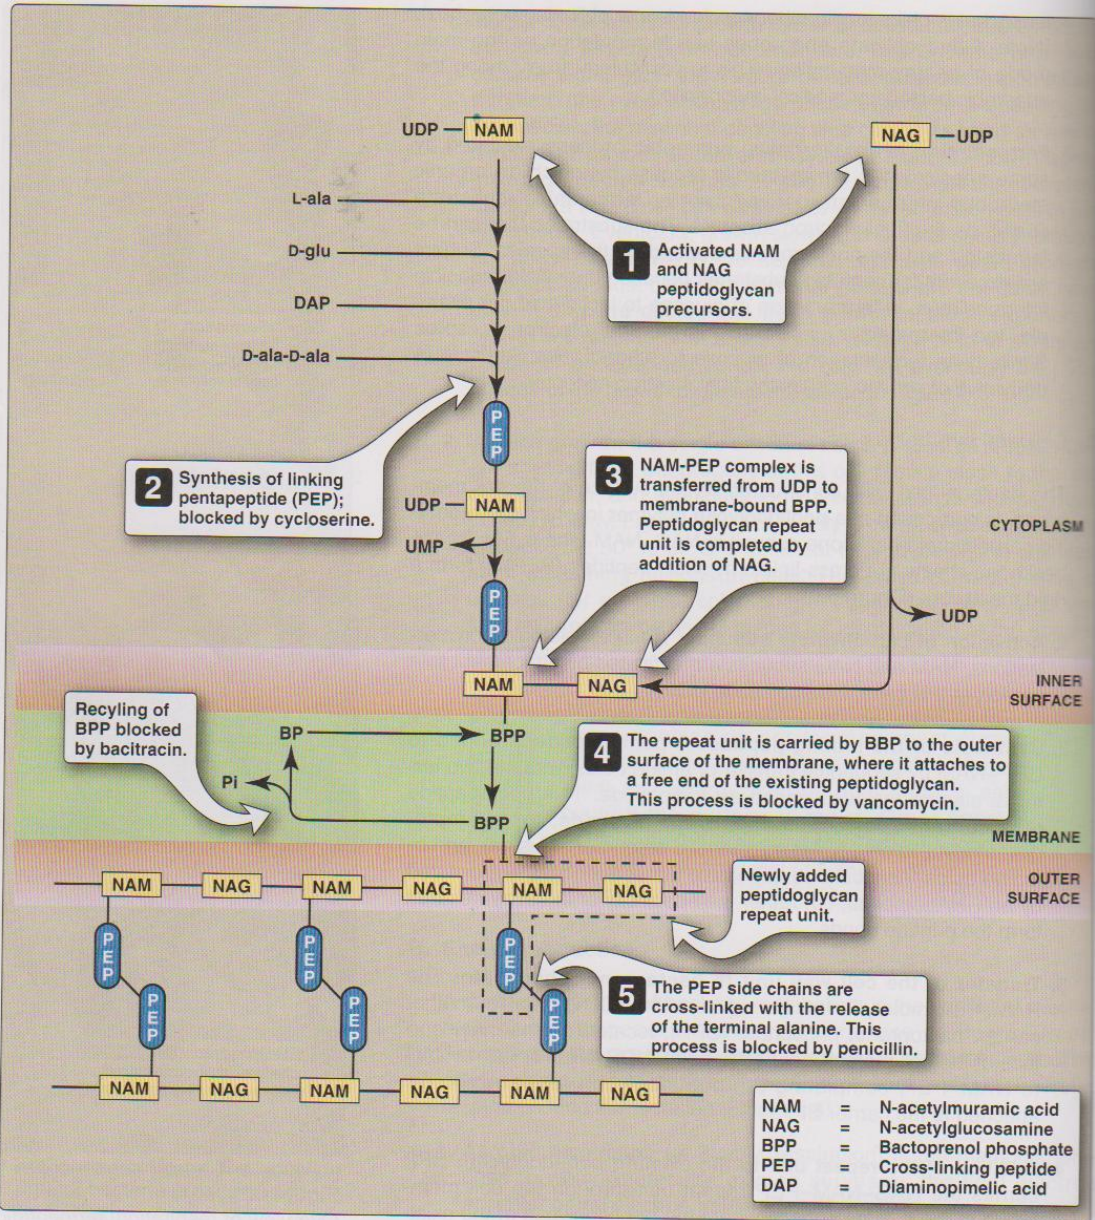 UDP — NAM
NAG — UDP
L-ala
D-glu
DAP
D-ala-D-ala
1 Activated NAM
and NAG
peptidoglycan
precursors.
PEP
2 Synthesis of linking
pentapeptide (PEP);
blocked by cycloserine.
3 NAM-PEP complex is
transferred from UDP to
membrane-bound BPP.
Peptidoglycan repeat
unit is completed by
addition of NAG.
UDP — NAM
UMP
CYTOPLASM
PEP
UDP
NAM
NAG
INNER
SURFACE
Recyling of
BPP blocked
by bacitracin.
BP
BPP
Pi
4 The repeat unit is carried by BBP to the outer
surface of the membrane, where it attaches to
a free end of the existing peptidoglycan.
This process is blocked by vancomycin.
BPP
MEMBRANE
NAM NAG NAM NAG NAM NAG
OUTER
SURFACE
Newly added
peptidoglycan
repeat unit.
PEP PEP PEP
PEP PEP PEP
5 The PEP side chains are
cross-linked with the release
of the terminal alanine. This
process is blocked by penicillin.
NAM NAG NAM NAG NAM NAG
NAM = N-acetylmuramic acid
NAG = N-acetylglucosamine
BPP = Bactoprenol phosphate
PEP = Cross-linking peptide
DAP = Diaminopimelic acid